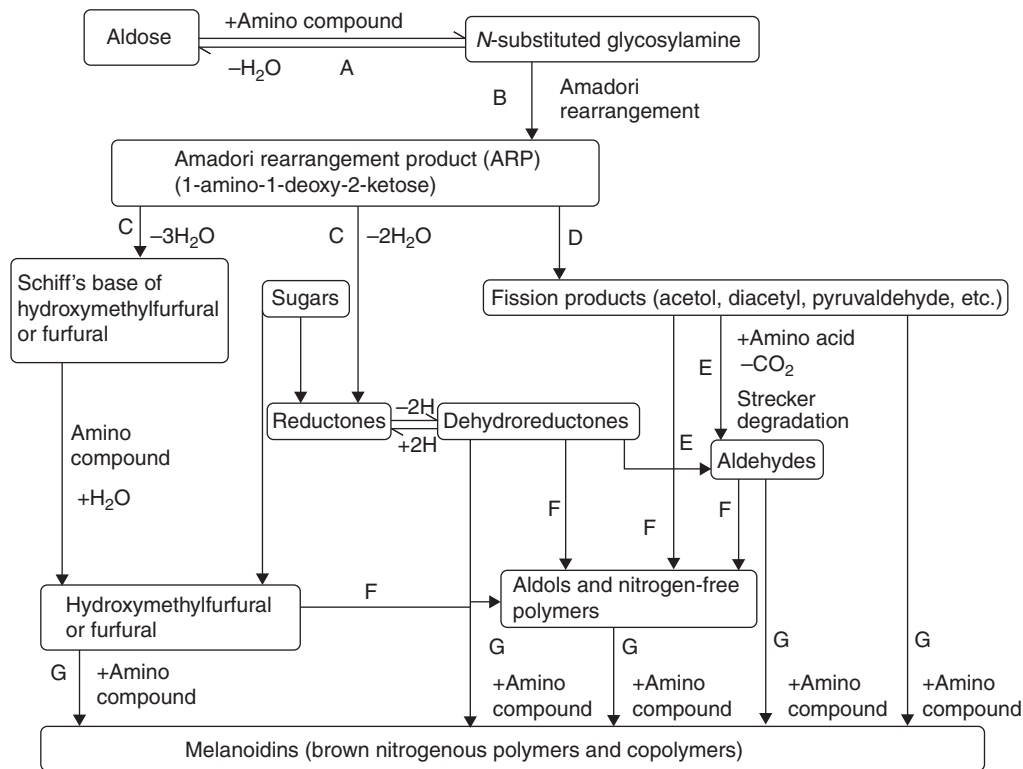 +Amino compound
Aldose
N-substituted glycosylamine
–H₂O
A
B
Amadori
rearrangement
Amadori rearrangement product (ARP)
(1-amino-1-deoxy-2-ketose)
C
–3H₂O
C
–2H₂O
D
Schiff's base of
hydroxymethylfurfural
or furfural
Sugars
Fission products (acetol, diacetyl, pyruvaldehyde, etc.)
+Amino acid
–CO₂
E
Strecker
degradation
Reductones
–2H
+2H
Dehydroreductones
E
Aldehydes
Amino
compound
+H₂O
F
F
F
Hydroxymethylfurfural
or furfural
F
Aldols and nitrogen-free
polymers
G
+Amino
compound
G
+Amino
compound
G
+Amino
compound
G
+Amino
compound
G
+Amino
compound
Melanoidins (brown nitrogenous polymers and copolymers)